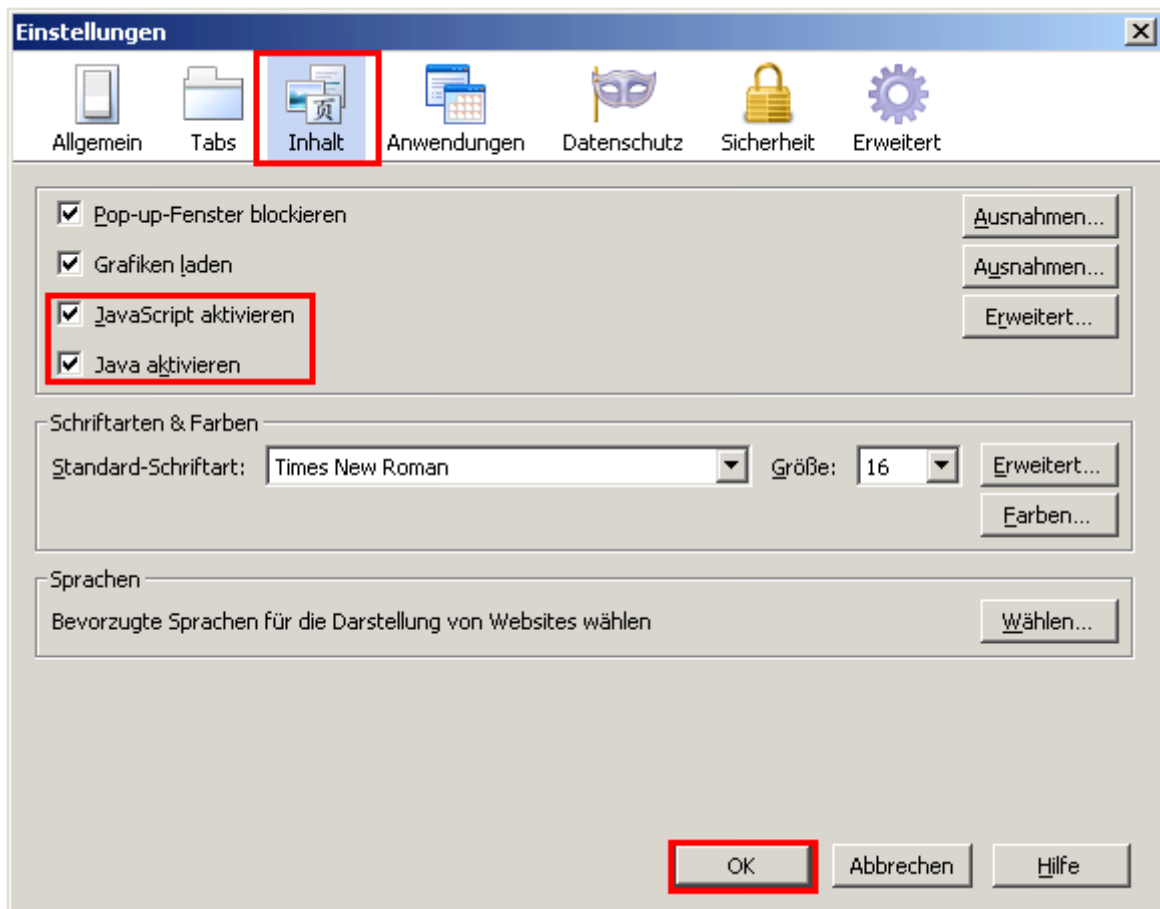 Einstellungen
Allgemein Tabs Inhalt Anwendungen Datenschutz Sicherheit Erweitert
页
Pop-up-Fenster blockieren Ausnahmen...
Grafiken laden Ausnahmen...
JavaScript aktivieren Erweitert...
Java aktivieren
Schriftarten & Farben
Standard-Schriftart: Times New Roman Größe: 16 Erweitert...
Farben...
Sprachen
Bevorzugte Sprachen für die Darstellung von Websites wählen Wählen...
OK Abbrechen Hilfe